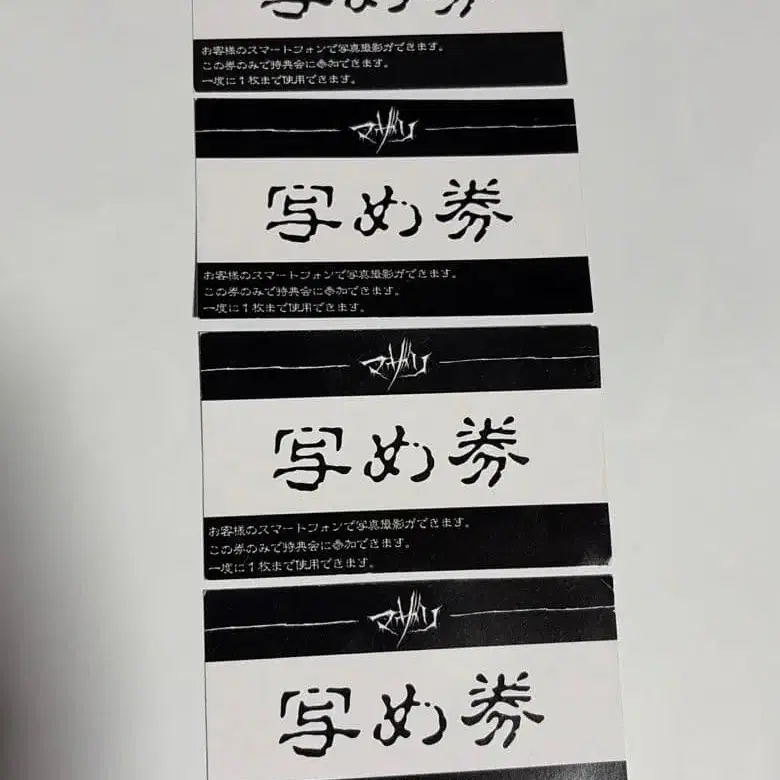 写め券
お客様のスマートフォンで写真撮影ができます。
この券のみで特典会に参加できます。
一度に1枚まで使用できます。
マザリ
写め券
お客様のスマートフォンで写真撮影ができます。
この券のみで特典会に参加できます。
一度に1枚まで使用できます。
マザリ
写め券
お客様のスマートフォンで写真撮影ができます。
この券のみで特典会に参加できます。
一度に1枚まで使用できます。
マザリ
写め券